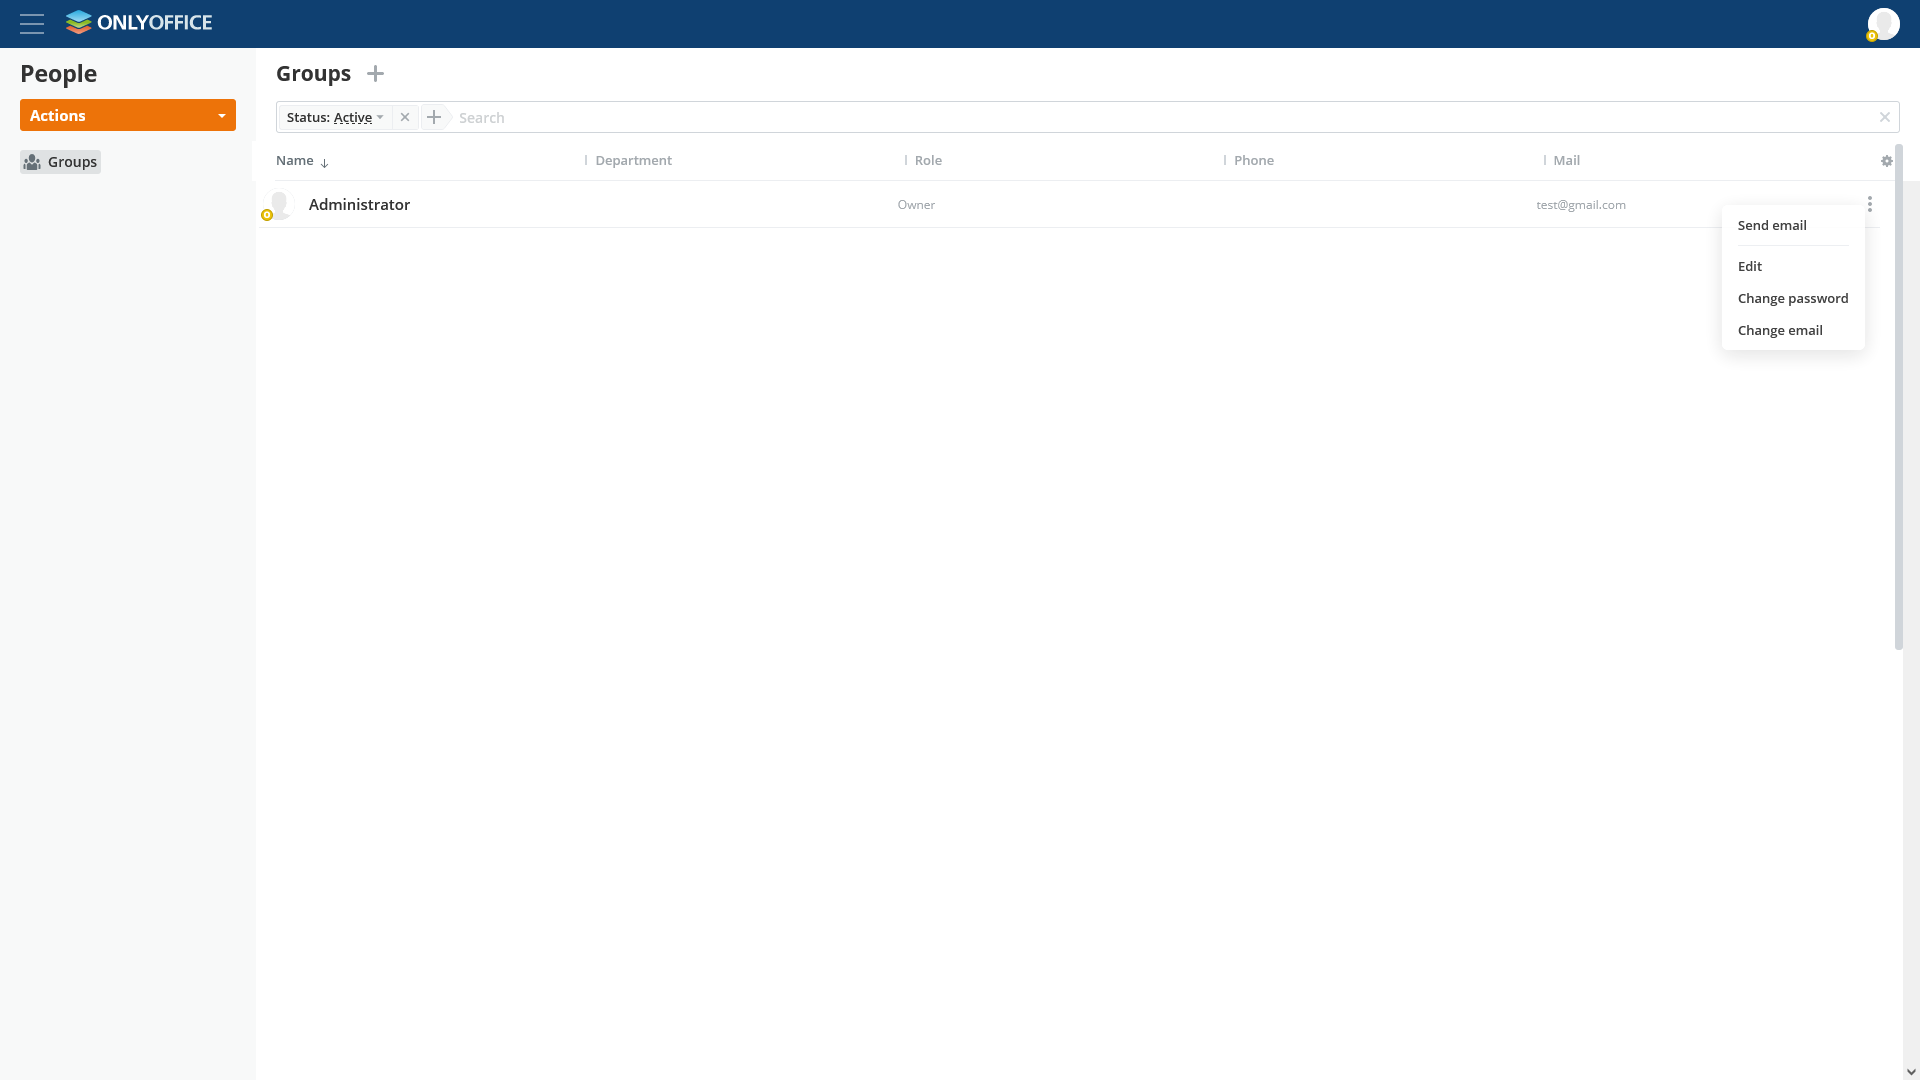 ONLYOFFICE
People
Actions
Groups
Groups
Status: Active
Search
Name
Department
Role
Phone
Mail
Administrator
Owner
test@gmail.com
Send email
Edit
Change password
Change email